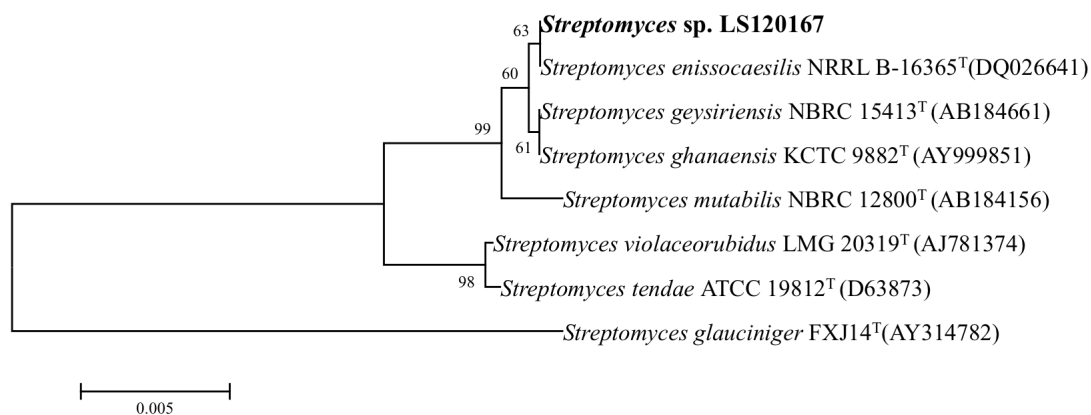 63
Streptomyces sp. LS120167
60
Streptomyces enissocaesilis NRRL B-16365ᵀ(DQ026641)
Streptomyces geysiriensis NBRC 15413ᵀ (AB184661)
99
61
Streptomyces ghanaensis KCTC 9882ᵀ (AY999851)
Streptomyces mutabilis NBRC 12800ᵀ (AB184156)
Streptomyces violaceorubidus LMG 20319ᵀ (AJ781374)
98
Streptomyces tendae ATCC 19812ᵀ (D63873)
Streptomyces glauciniger FXJ14ᵀ(AY314782)
0.005